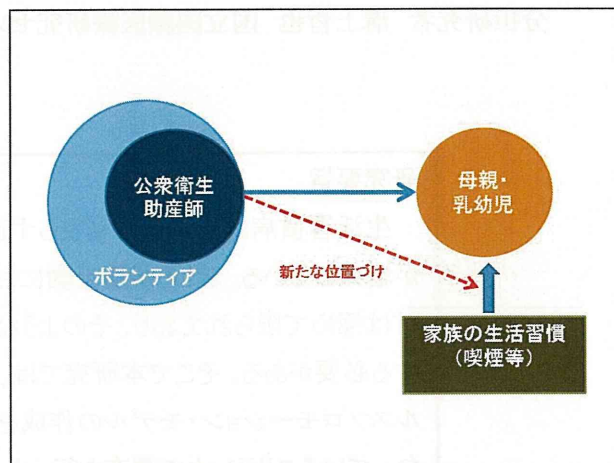 公衆衛生
助産師
ボランティア
母親・
乳幼児
新たな位置づけ
家族の生活習慣
(喫煙等)